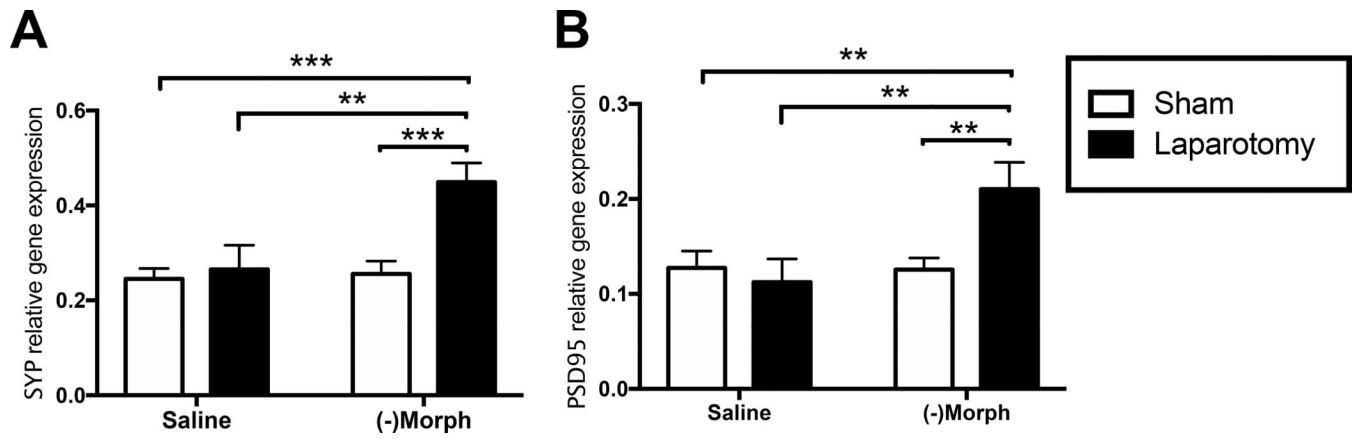 A
***
**
***
SYP relative gene expression
0.6
0.4
0.2
0.0
Saline
(-)Morph
B
**
**
**
PSD95 relative gene expression
0.3
0.2
0.1
0.0
Saline
(-)Morph
Sham
Laparotomy